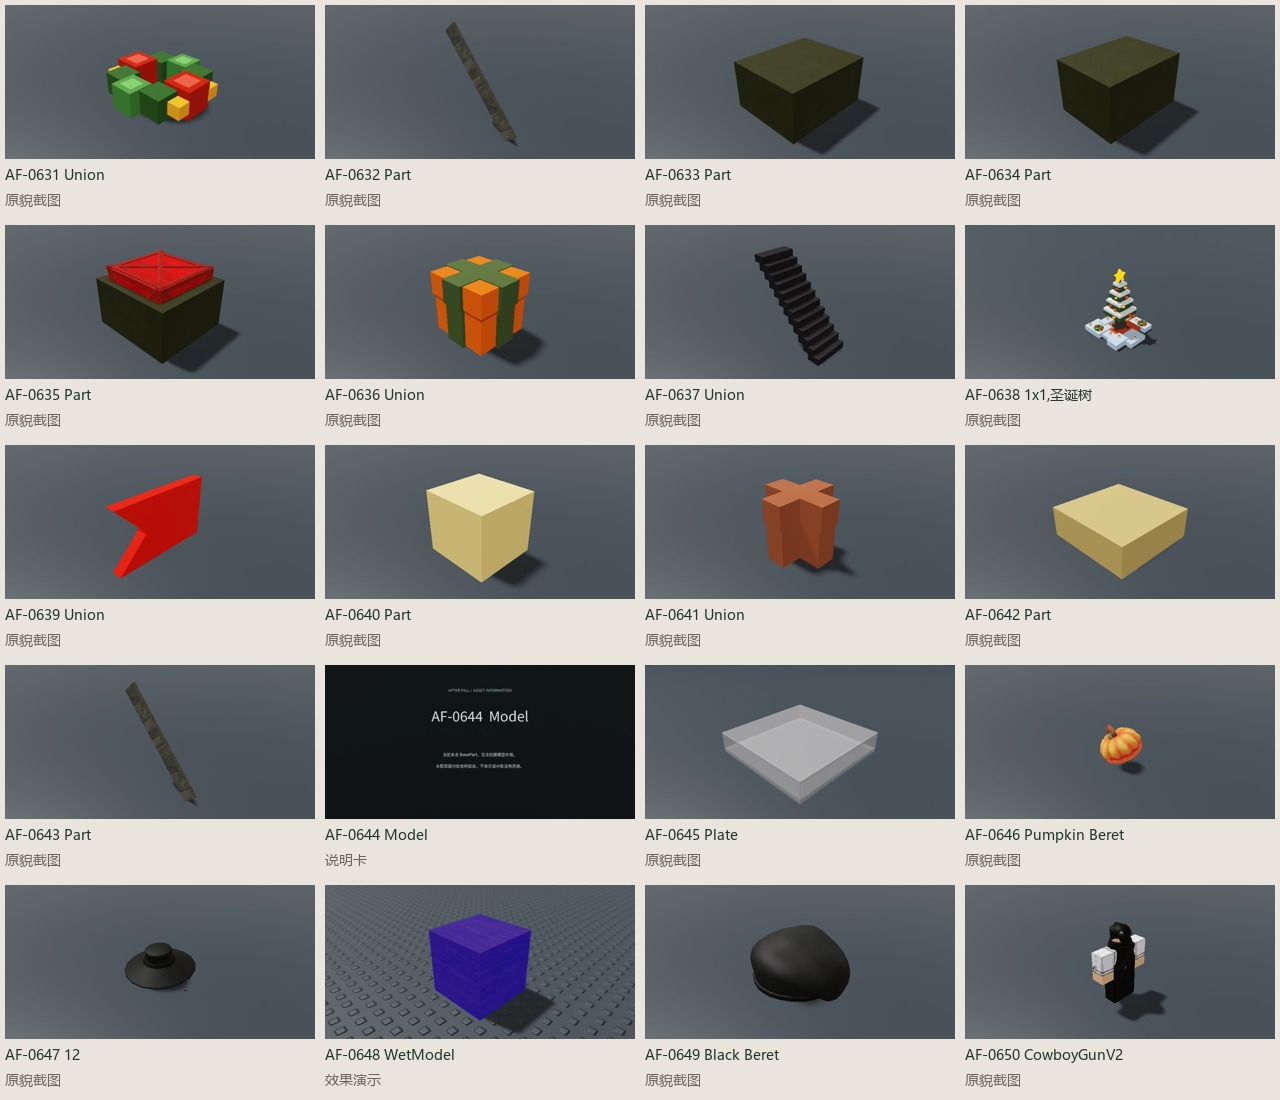 AF-0631 Union
原貌截图
AF-0632 Part
原貌截图
AF-0633 Part
原貌截图
AF-0634 Part
原貌截图
AF-0635 Part
原貌截图
AF-0636 Union
原貌截图
AF-0637 Union
原貌截图
AF-0638 1x1,圣诞树
原貌截图
AF-0639 Union
原貌截图
AF-0640 Part
原貌截图
AF-0641 Union
原貌截图
AF-0642 Part
原貌截图
AF-0643 Part
原貌截图
AFTER FALL / ASSET INFORMATION
AF-0644 Model
AF-0644 Model
说明卡
AF-0645 Plate
原貌截图
AF-0646 Pumpkin Beret
原貌截图
AF-0647 12
原貌截图
AF-0648 WetModel
效果演示
AF-0649 Black Beret
原貌截图
AF-0650 CowboyGunV2
原貌截图